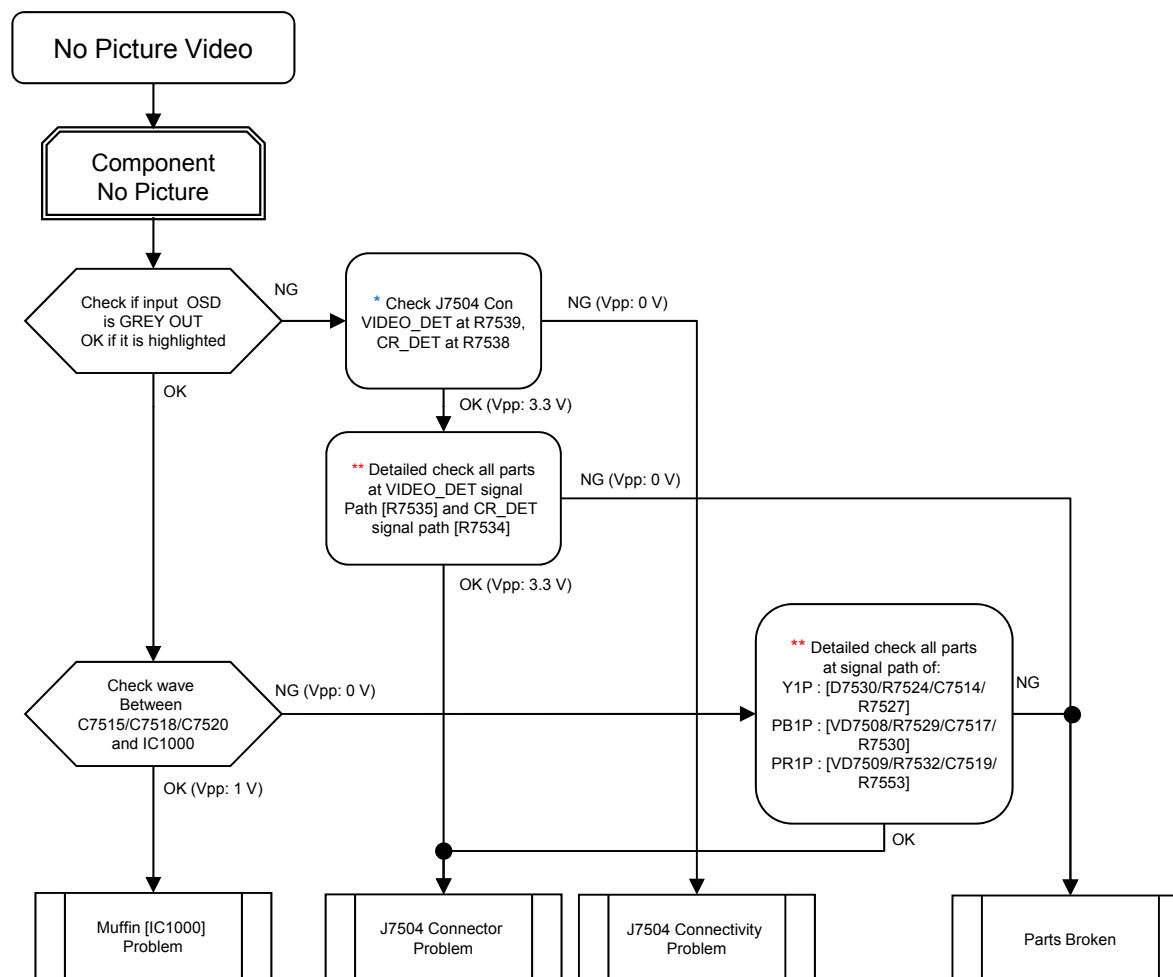 No Picture Video
Component
No Picture
Check if input OSD
is GREY OUT
OK if it is highlighted
NG
OK
* Check J7504 Con
VIDEO_DET at R7539,
CR_DET at R7538
NG (Vpp: 0 V)
OK (Vpp: 3.3 V)
** Detailed check all parts
at VIDEO_DET signal
Path [R7535] and CR_DET
signal path [R7534]
NG (Vpp: 0 V)
OK (Vpp: 3.3 V)
Check wave
Between
C7515/C7518/C7520
and IC1000
NG (Vpp: 0 V)
OK (Vpp: 1 V)
** Detailed check all parts
at signal path of:
Y1P : [D7530/R7524/C7514/
R7527]
PB1P : [VD7508/R7529/C7517/
R7530]
PR1P : [VD7509/R7532/C7519/
R7553]
NG
OK
Muffin [IC1000]
Problem
J7504 Connector
Problem
J7504 Connectivity
Problem
Parts Broken